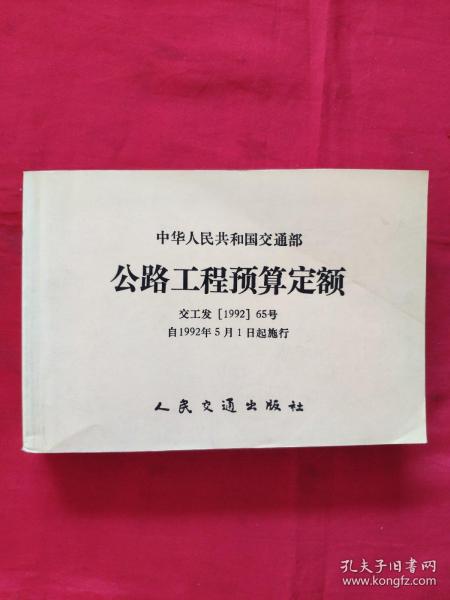 中华人民共和国交通部
公路工程预算定额
交工发［1992］65号
自1992年5月1日起施行
人民交通出版社
孔夫子旧书网
www.kongfz.com